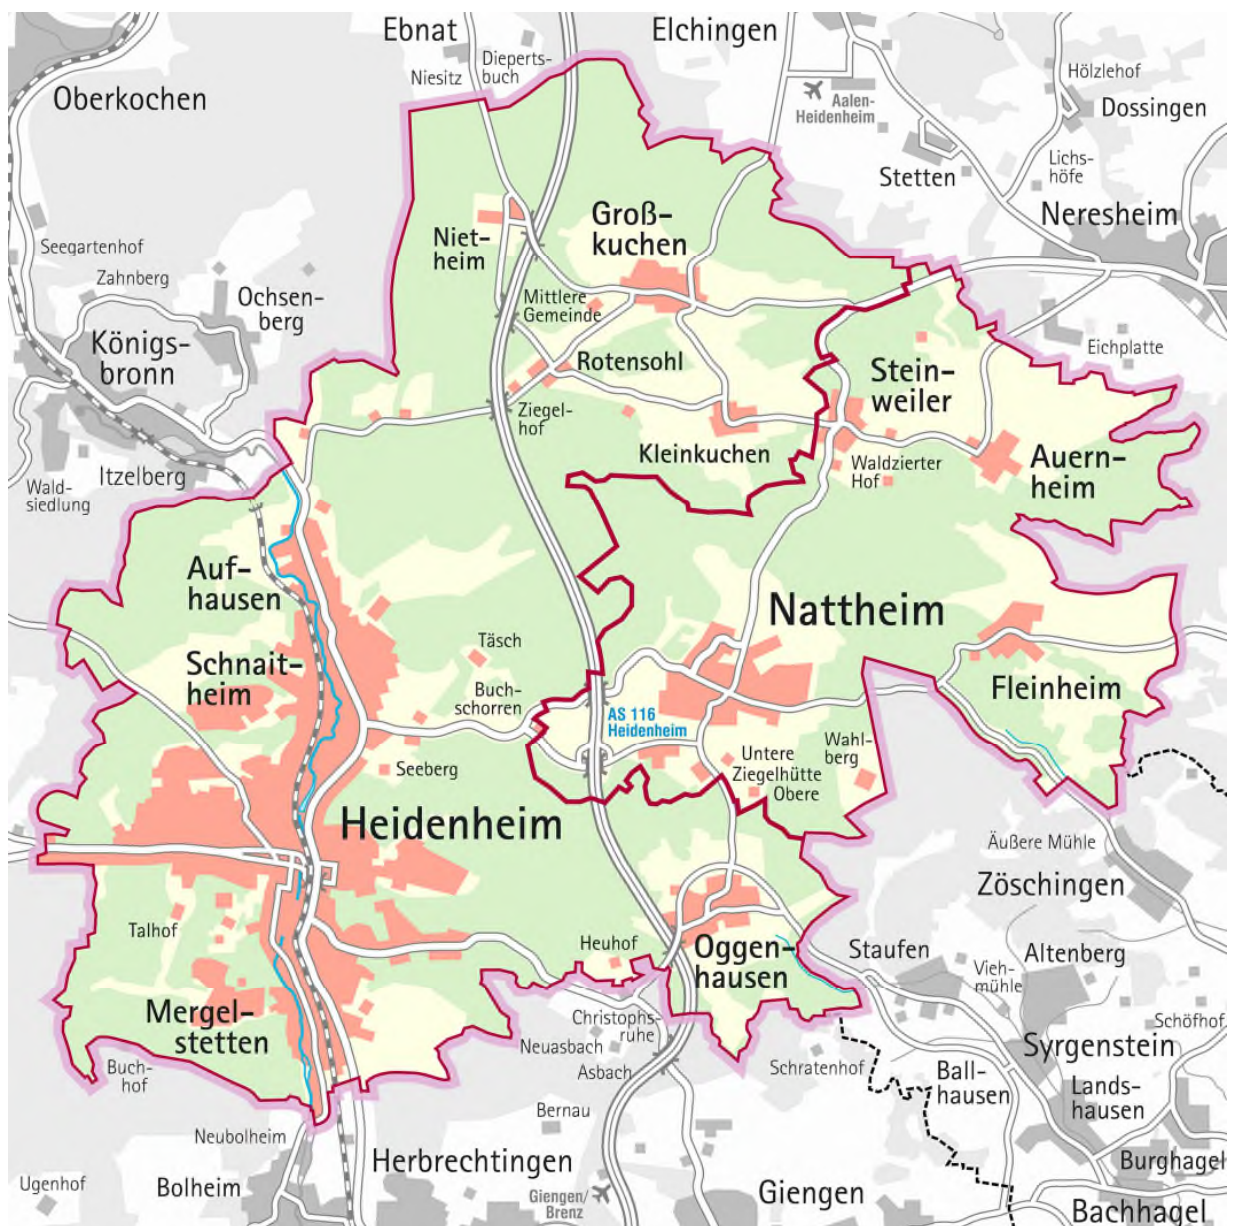 Ebnat
Elchingen
Dieperts-
buch
Niesitz
Oberkochen
Hölzlehof
Aalen-
Heidenheim
Dossingen
Stetten
Lichs-
höfe
Neresheim
Groß-
kuchen
Niet-
heim
Seegartenhof
Zahnberg
Ochsen-
berg
Mittlere
Gemeinde
Königs-
bronn
Eichplatte
Rotensohl
Stein-
weiler
Ziegel-
hof
Kleinkuchen
Itzelberg
Wald-
siedlung
Waldzierter
Hof
Auern-
heim
Auf-
hausen
Nattheim
Täsch
Schnait-
heim
Buch-
schorren
Fleinheim
AS 116
Heidenheim
Seeberg
Untere
Ziegelhütte
Obere
Wahl-
berg
Heidenheim
Äußere Mühle
Zöschingen
Talhof
Heuhof
Oggen-
hausen
Staufen
Altenberg
Vieh-
mühle
Mergel-
stetten
Christophs-
ruhe
Neuasbach
Asbach
Schöfhof
Syrgenstein
Buch-
hof
Schratenhof
Ball-
hausen
Lands-
hausen
Bernau
Neubolheim
Herbrechtingen
Burghagel
Ugenhof
Bolheim
Giengen/
Brenz
Giengen
Bachhagel